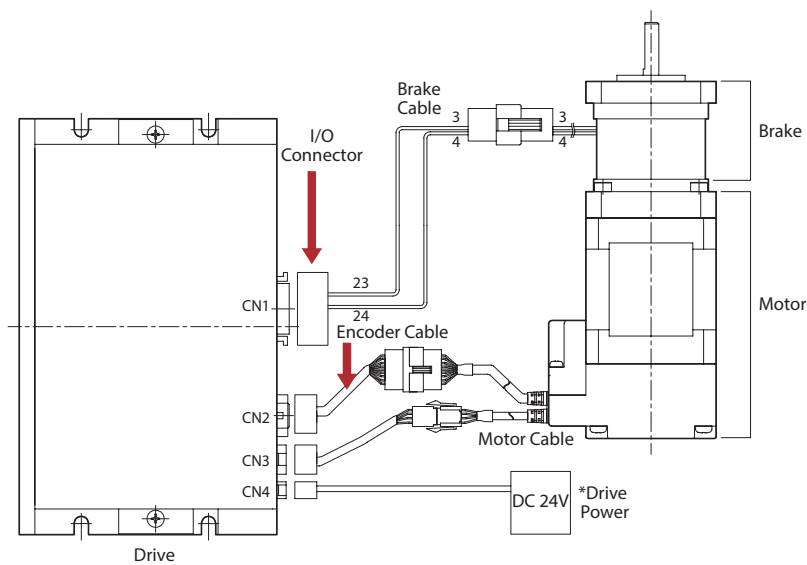 Brake
Cable
3
4
3
4
Brake
I/O
Connector
23
24
CN1
Motor
Encoder Cable
CN2
Motor Cable
CN3
CN4
DC 24V
*Drive
Power
Drive